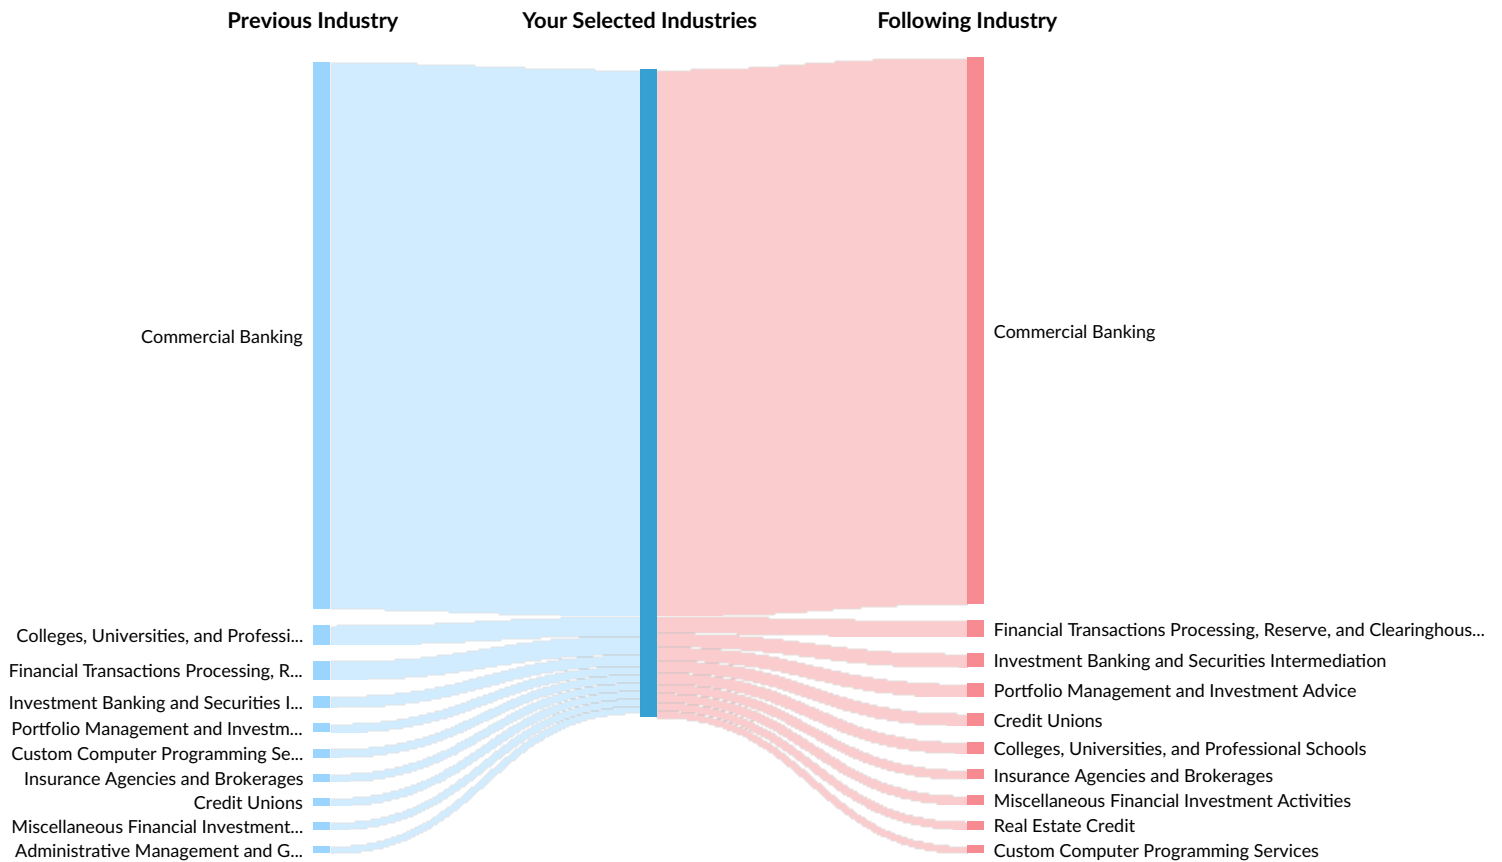 Previous Industry
Your Selected Industries
Following Industry
Commercial Banking
Colleges, Universities, and Professi...
Financial Transactions Processing, R...
Investment Banking and Securities I...
Portfolio Management and Investm...
Custom Computer Programming Se...
Insurance Agencies and Brokerages
Credit Unions
Miscellaneous Financial Investment...
Administrative Management and G...
Commercial Banking
Financial Transactions Processing, Reserve, and Clearinghous...
Investment Banking and Securities Intermediation
Portfolio Management and Investment Advice
Credit Unions
Colleges, Universities, and Professional Schools
Insurance Agencies and Brokerages
Miscellaneous Financial Investment Activities
Real Estate Credit
Custom Computer Programming Services